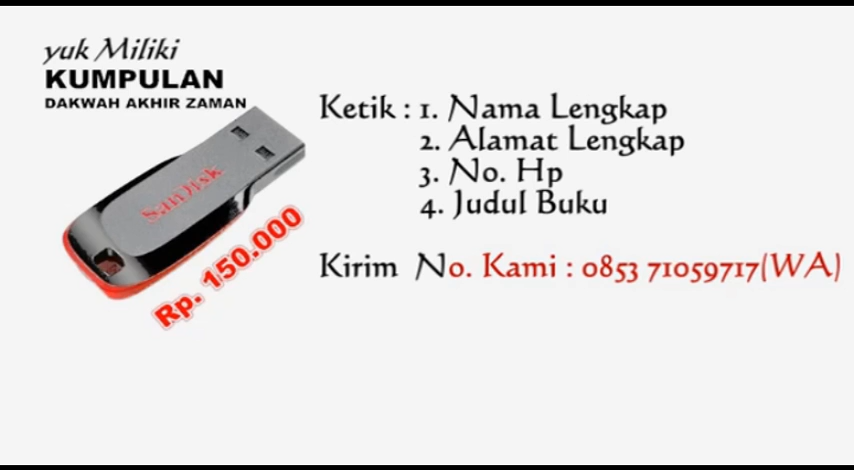 yuk Miliki
KUMPULAN
DAKWAH AKHIR ZAMAN
SanDisk
Rp. 150.000
Ketik : 1. Nama Lengkap
2. Alamat Lengkap
3. No. Hp
4. Judul Buku
Kirim No. Kami : 0853 71059717(WA)